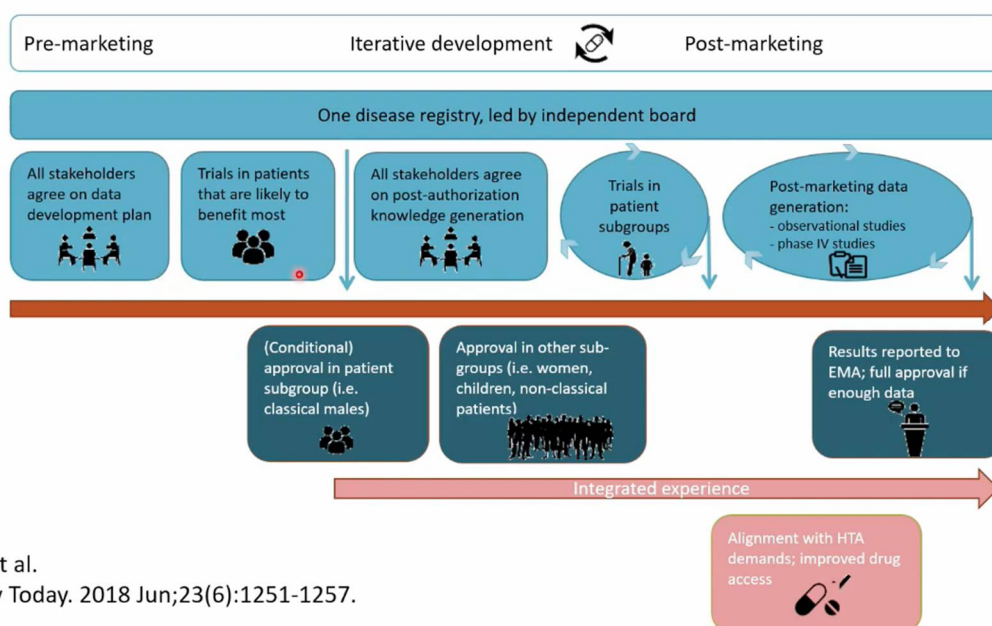 Pre-marketing
Iterative development
Post-marketing
One disease registry, led by independent board
All stakeholders
agree on data
development plan
Trials in patients
that are likely to
benefit most
All stakeholders agree
on post-authorization
knowledge generation
Trials in
patient
subgroups
Post-marketing data
generation:
- observational studies
- phase IV studies
(Conditional)
approval in patient
subgroup (i.e.
classical males)
Approval in other sub-
groups (i.e. women,
children, non-classical
patients)
Results reported to
EMA; full approval if
enough data
Integrated experience
Alignment with HTA
demands; improved drug
access
t al.
Today. 2018 Jun;23(6):1251-1257.